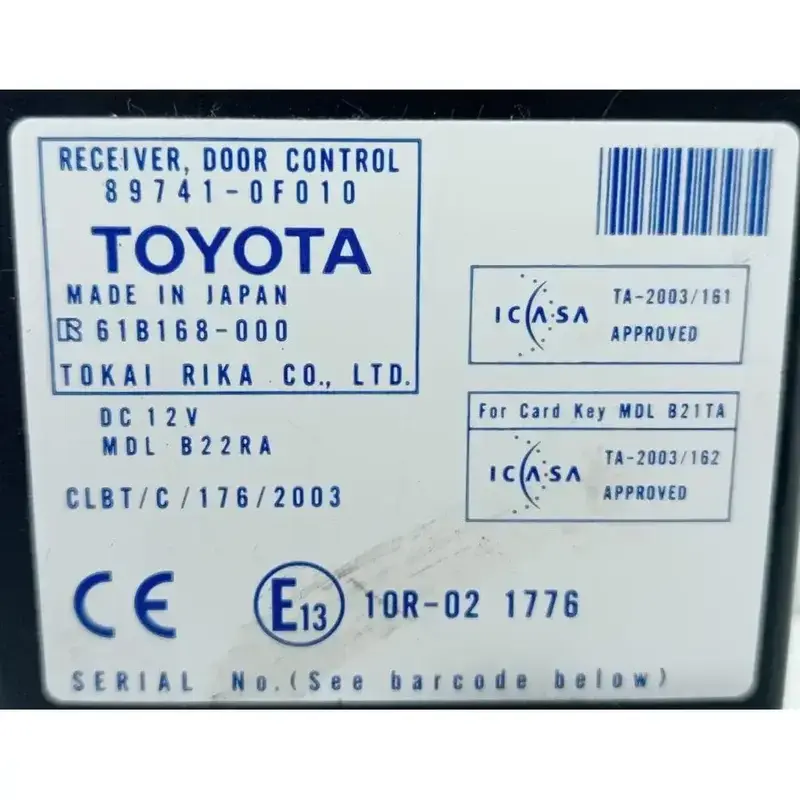 RECEIVER, DOOR CONTROL
89741-0F010
TOYOTA
MADE IN JAPAN
R 61B168-000
TOKAI RIKA CO., LTD.
DC 12V
MDL B22RA
CLBT/C/176/2003
ICASA TA-2003/161
APPROVED
For Card Key MDL B21TA
ICASA TA-2003/162
APPROVED
CE E13 10R-02 1776
SERIAL No.(See barcode below)